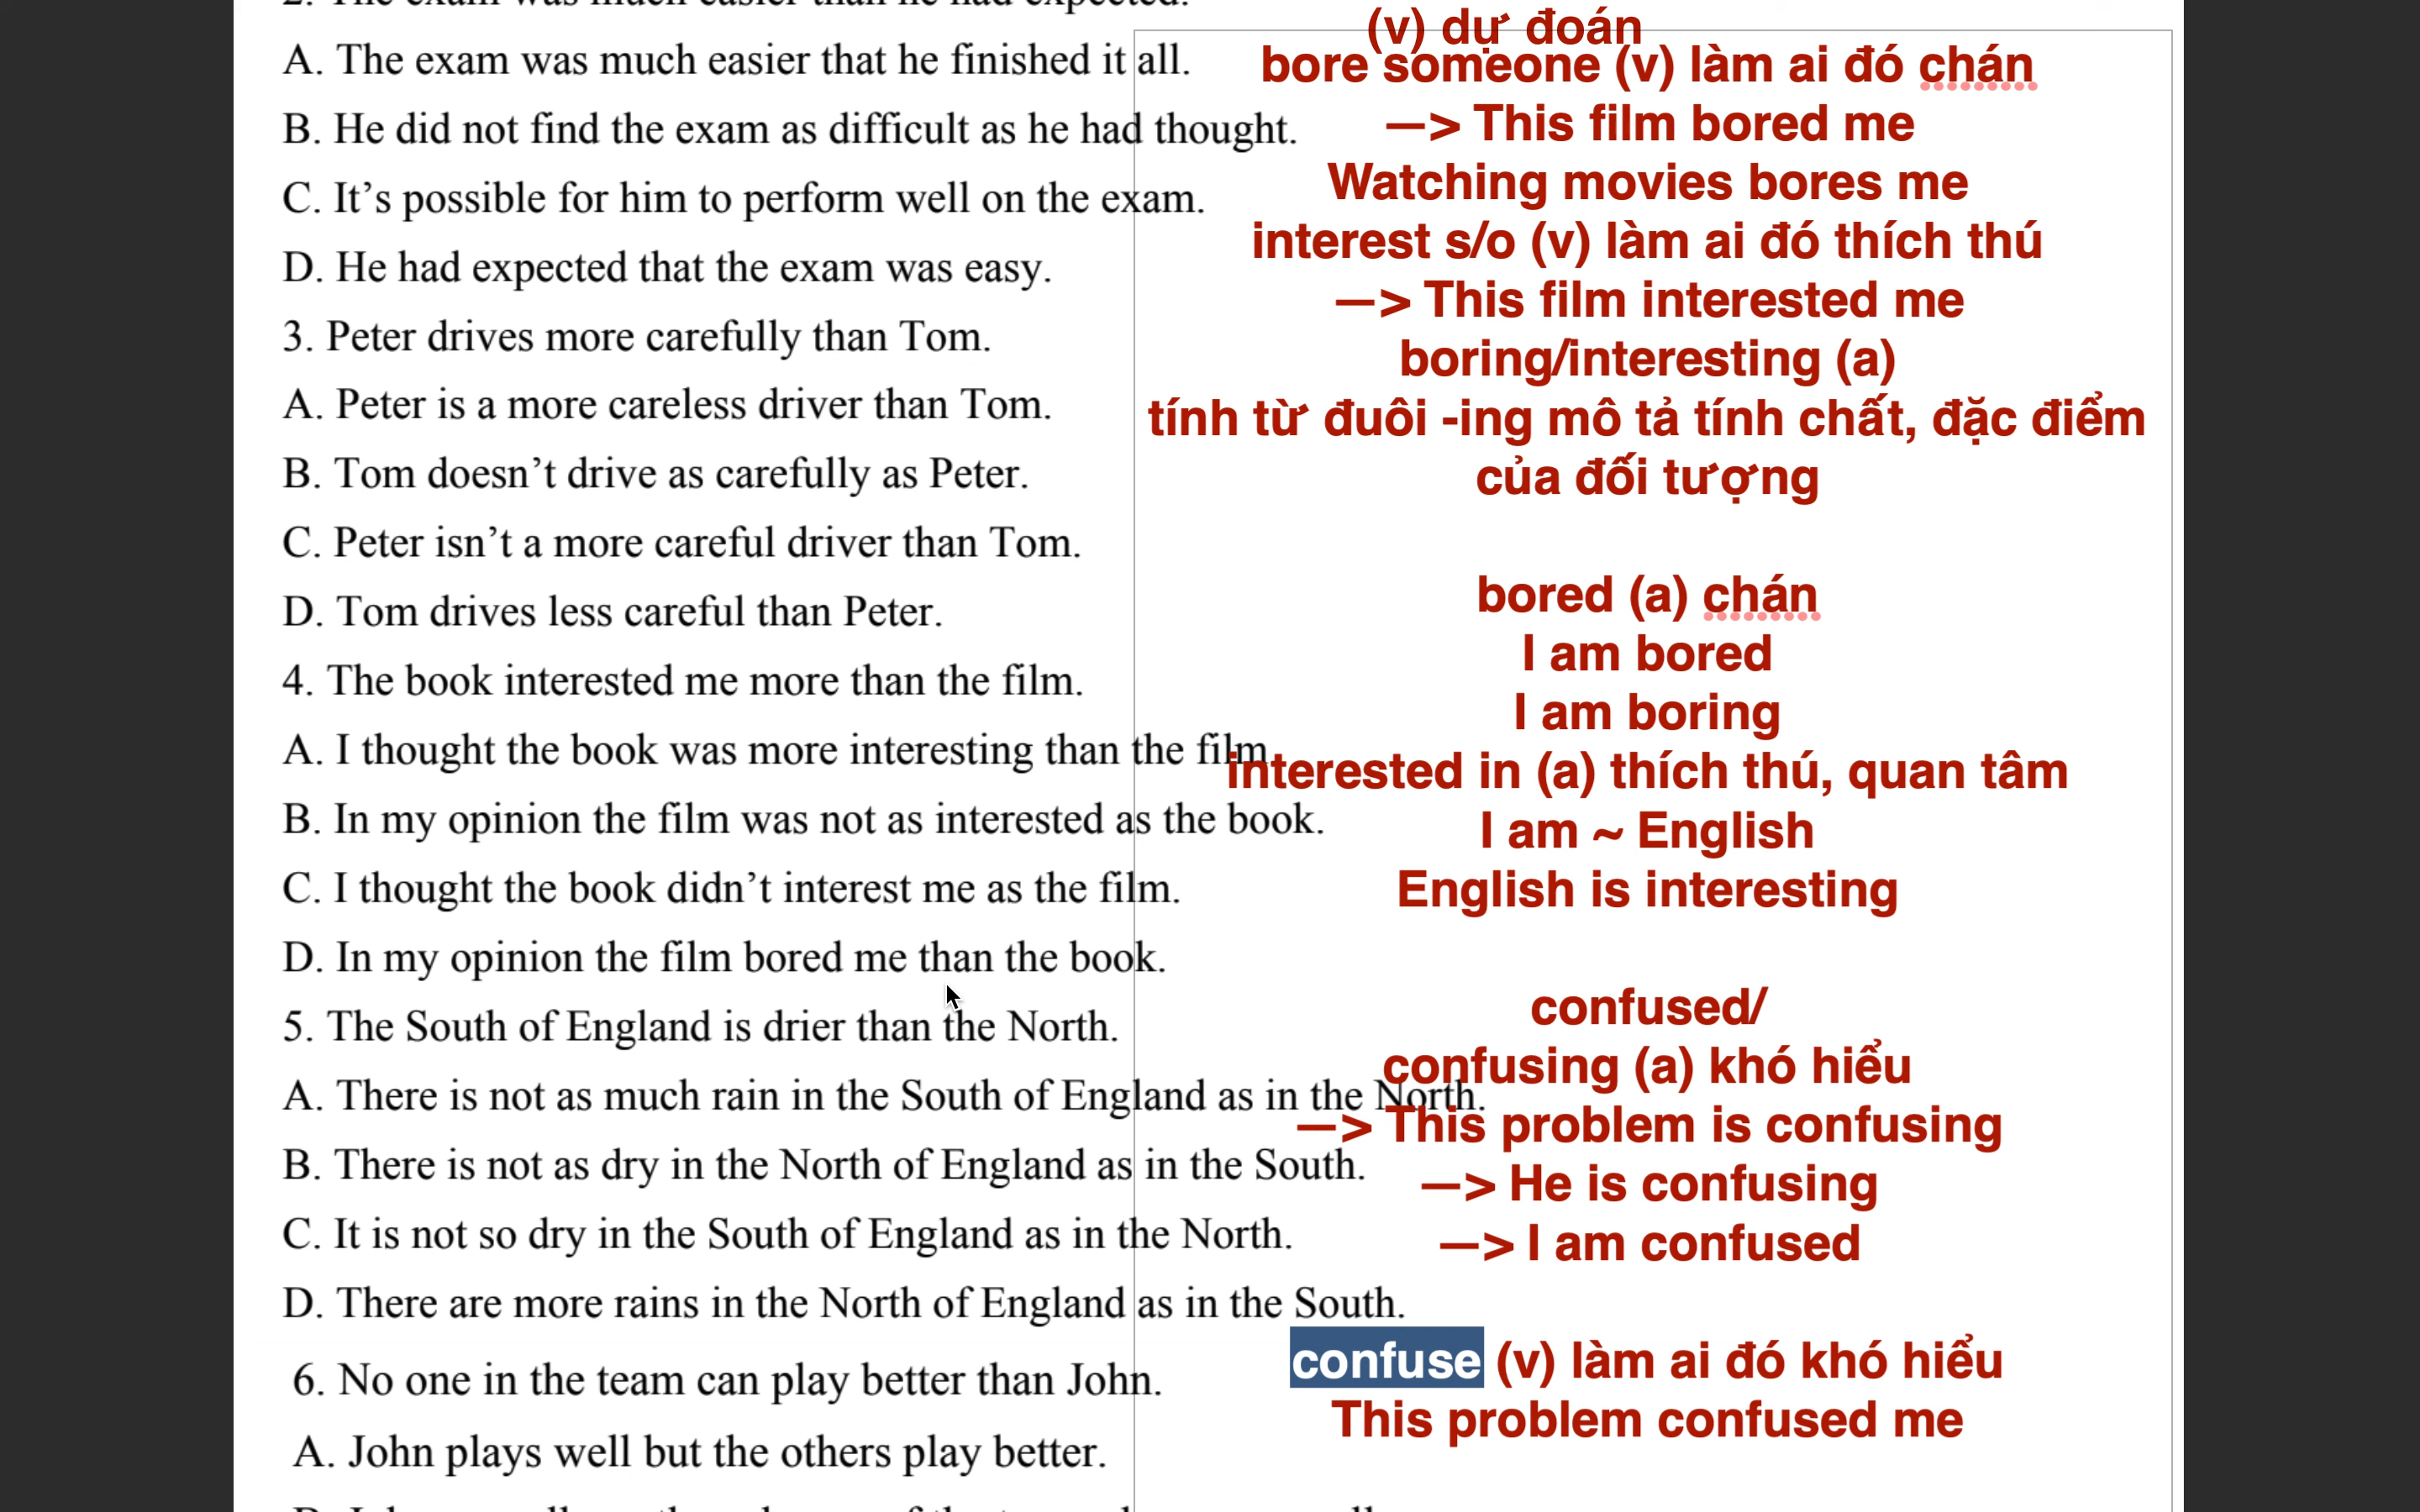 2. The exam was much easier than he had expected.
A. The exam was much easier that he finished it all.
B. He did not find the exam as difficult as he had thought.
C. It’s possible for him to perform well on the exam.
D. He had expected that the exam was easy.
3. Peter drives more carefully than Tom.
A. Peter is a more careless driver than Tom.
B. Tom doesn’t drive as carefully as Peter.
C. Peter isn’t a more careful driver than Tom.
D. Tom drives less careful than Peter.
4. The book interested me more than the film.
A. I thought the book was more interesting than the film
B. In my opinion the film was not as interested as the book.
C. I thought the book didn’t interest me as the film.
D. In my opinion the film bored me than the book.
5. The South of England is drier than the North.
A. There is not as much rain in the South of England as in the North.
B. There is not as dry in the North of England as in the South.
C. It is not so dry in the South of England as in the North.
D. There are more rains in the North of England as in the South.
6. No one in the team can play better than John.
A. John plays well but the others play better.
(v) dự đoán
bore someone (v) làm ai đó chán
—> This film bored me
Watching movies bores me
interest s/o (v) làm ai đó thích thú
—> This film interested me
boring/interesting (a)
tính từ đuôi -ing mô tả tính chất, đặc điểm
của đối tượng
bored (a) chán
I am bored
I am boring
interested in (a) thích thú, quan tâm
I am ~ English
English is interesting
confused/
confusing (a) khó hiểu
—> This problem is confusing
—> He is confusing
—> I am confused
confuse (v) làm ai đó khó hiểu
This problem confused me